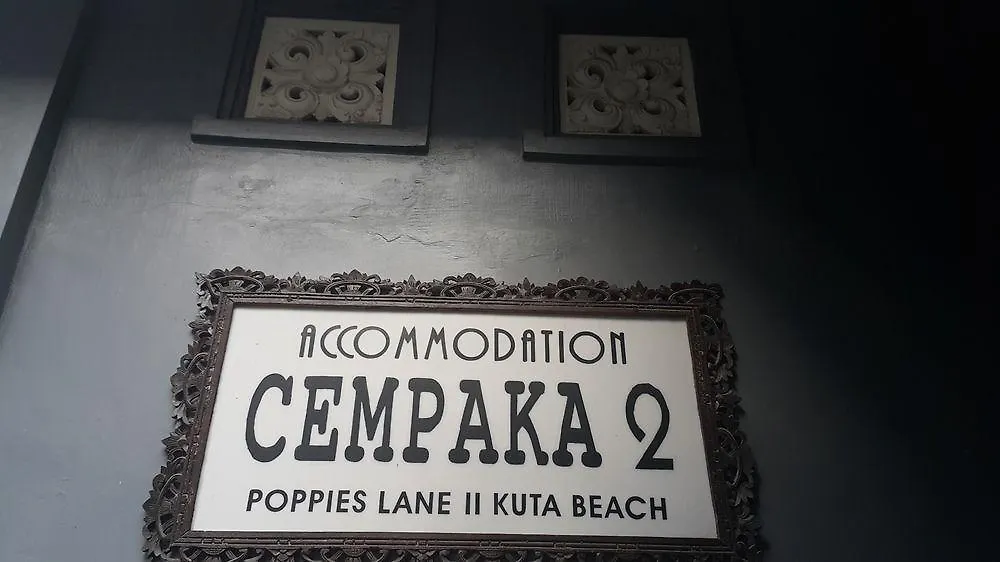 ACCOMMODATION
CEMPAKA 2
POPPIES LANE II KUTA BEACH